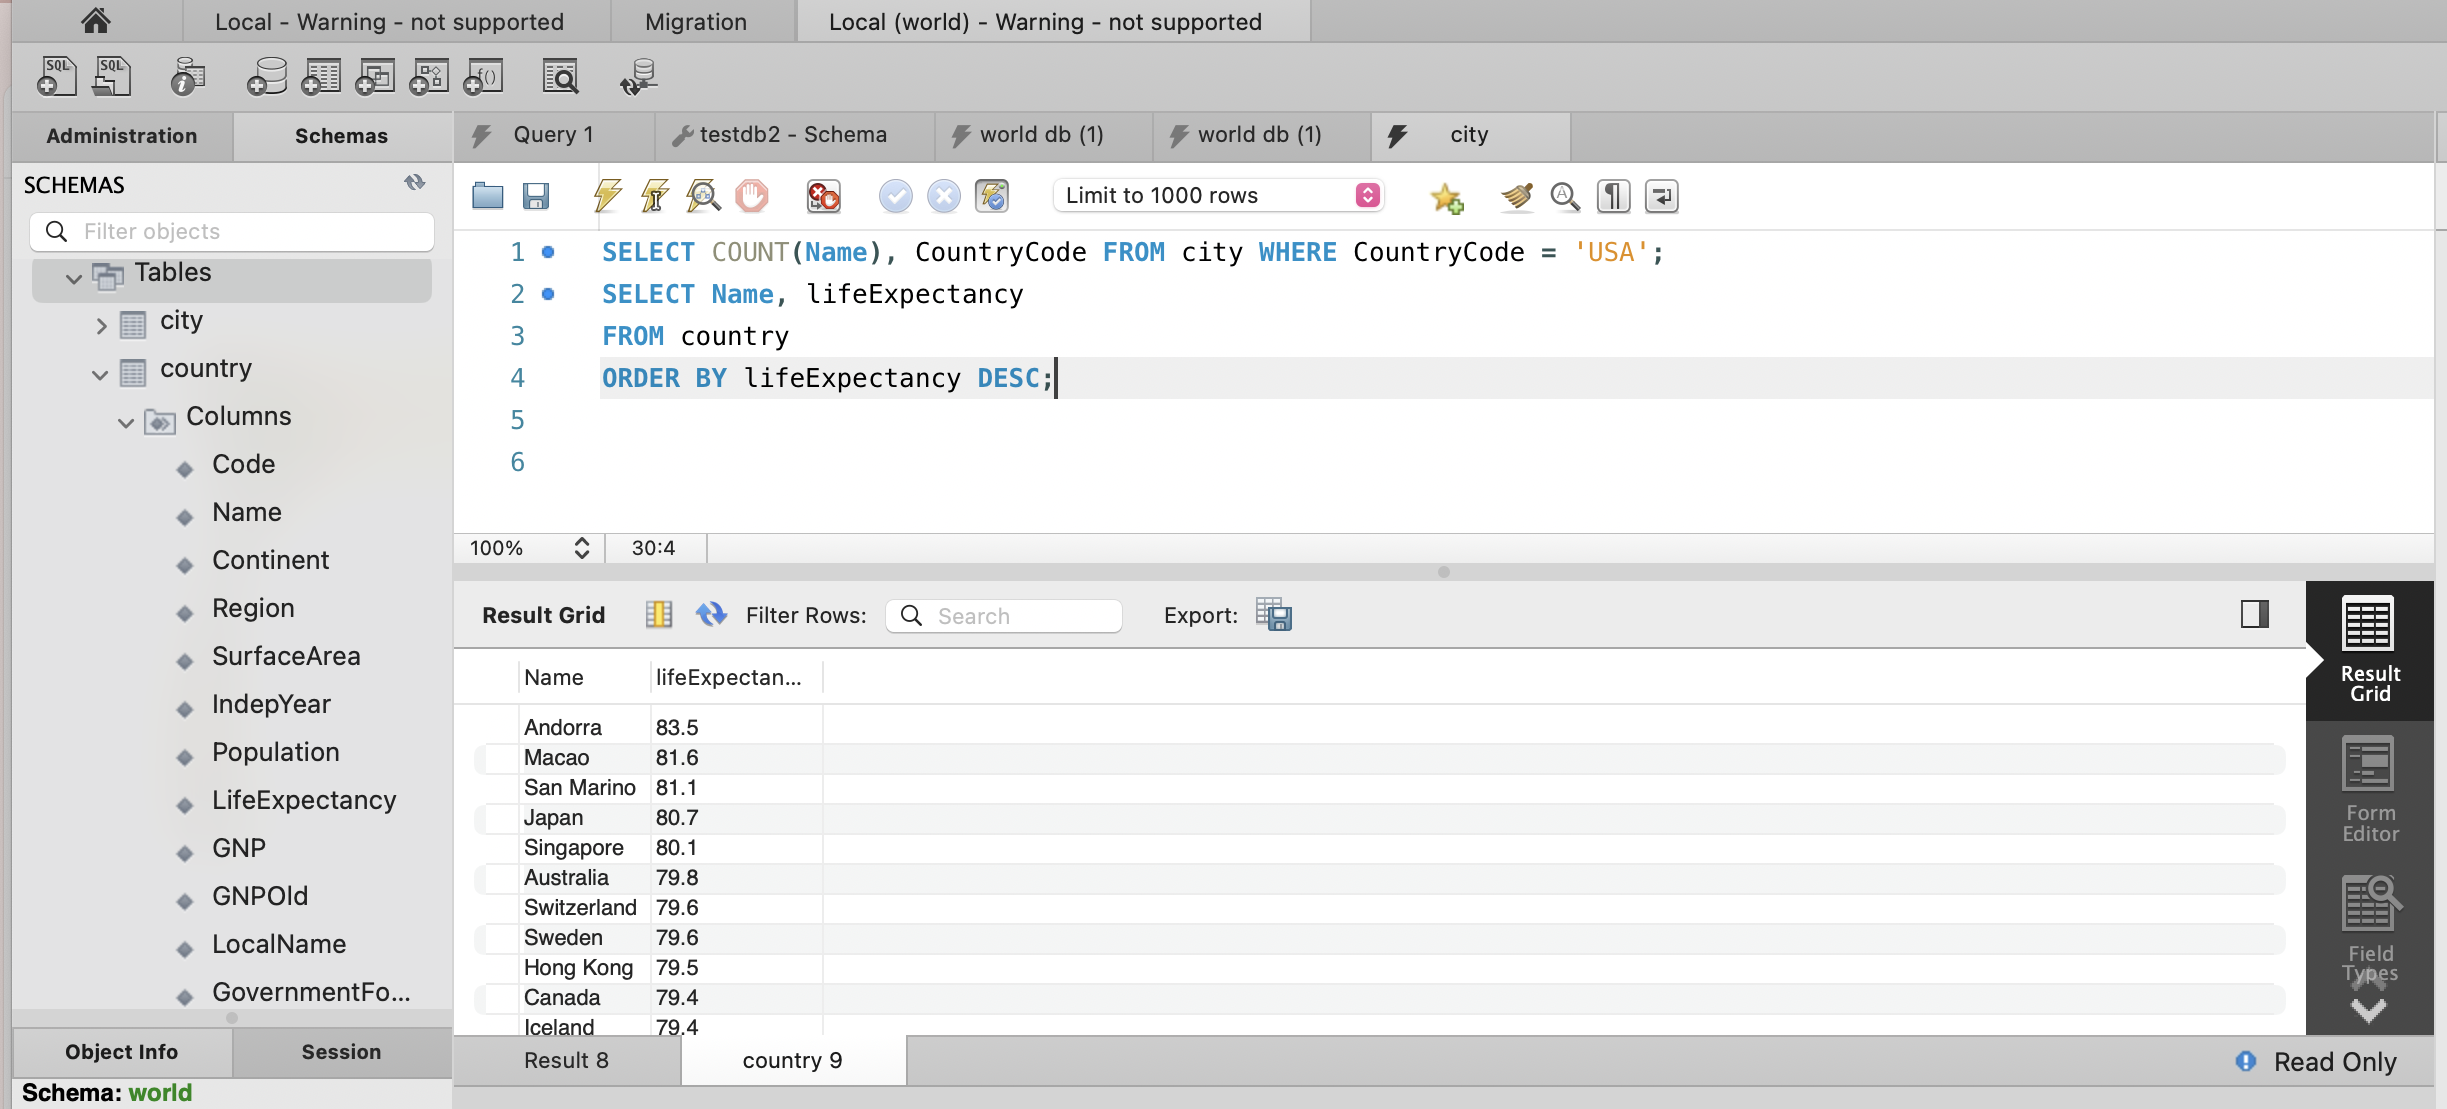 Local - Warning - not supported
Migration
Local (world) - Warning - not supported
SQL
SQL
Administration
Schemas
Query 1
testdb2 - Schema
world db (1)
world db (1)
city
SCHEMAS
Filter objects
Tables
city
country
Columns
Code
Name
Continent
Region
SurfaceArea
IndepYear
Population
LifeExpectancy
GNP
GNPOld
LocalName
GovernmentFo...
Object Info
Session
Schema: world
Limit to 1000 rows
1 SELECT COUNT(Name), CountryCode FROM city WHERE CountryCode = 'USA';
2 SELECT Name, lifeExpectancy
3 FROM country
4 ORDER BY lifeExpectancy DESC;
5
6
100%
30:4
Result Grid
Filter Rows:
Search
Export:
Name lifeExpectan...
Andorra 83.5
Macao 81.6
San Marino 81.1
Japan 80.7
Singapore 80.1
Australia 79.8
Switzerland 79.6
Sweden 79.6
Hong Kong 79.5
Canada 79.4
Iceland 79.4
Result
Grid
Form
Editor
Field
Types
Result 8
country 9
Read Only